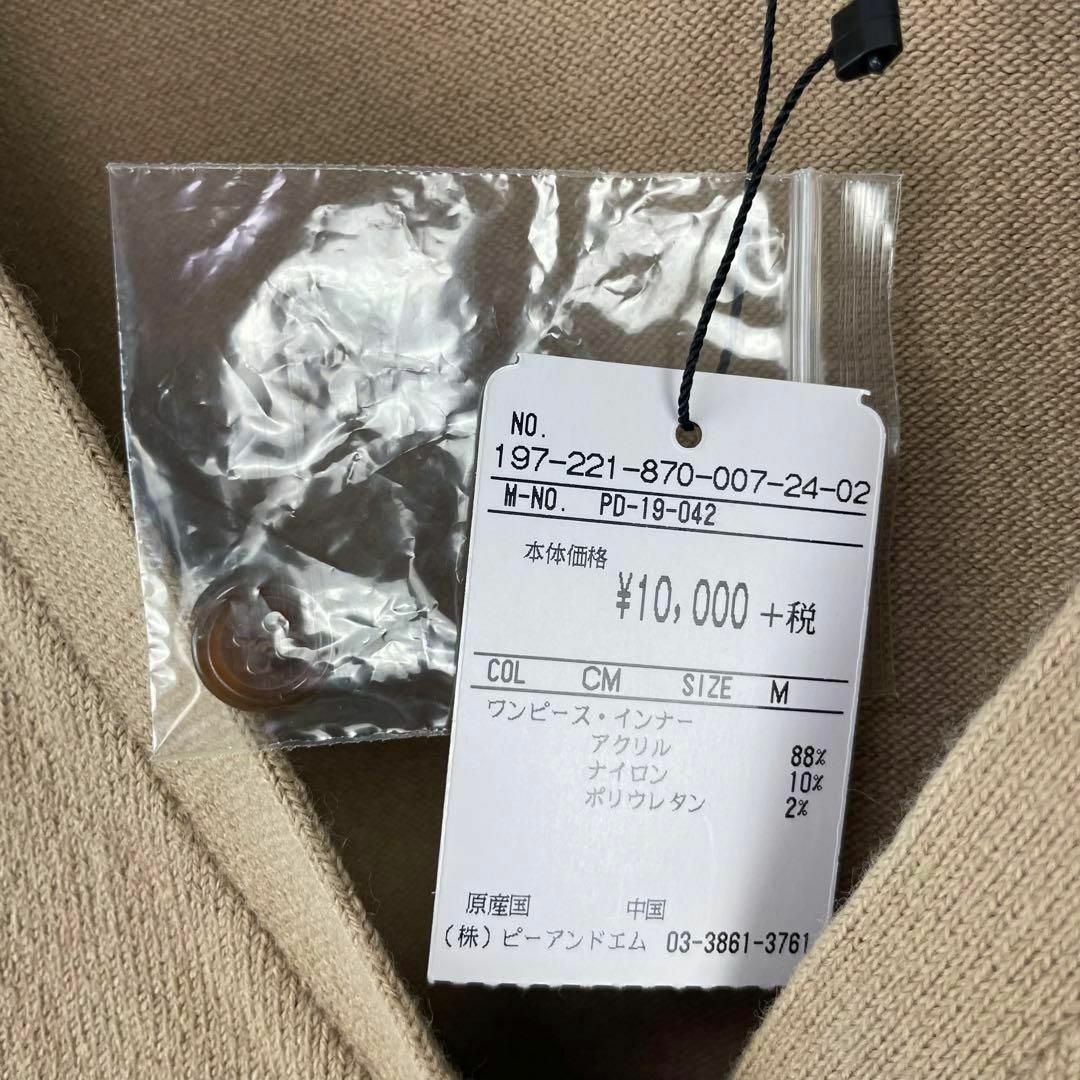 NO.
197-221-870-007-24-02
M-NO. PD-19-042
本体価格
¥10,000 +税
COL CM SIZE M
ワンピース・インナー
アクリル 88%
ナイロン 10%
ポリウレタン 2%
原産国 中国
(株)ピーアンドエム 03-3861-3761